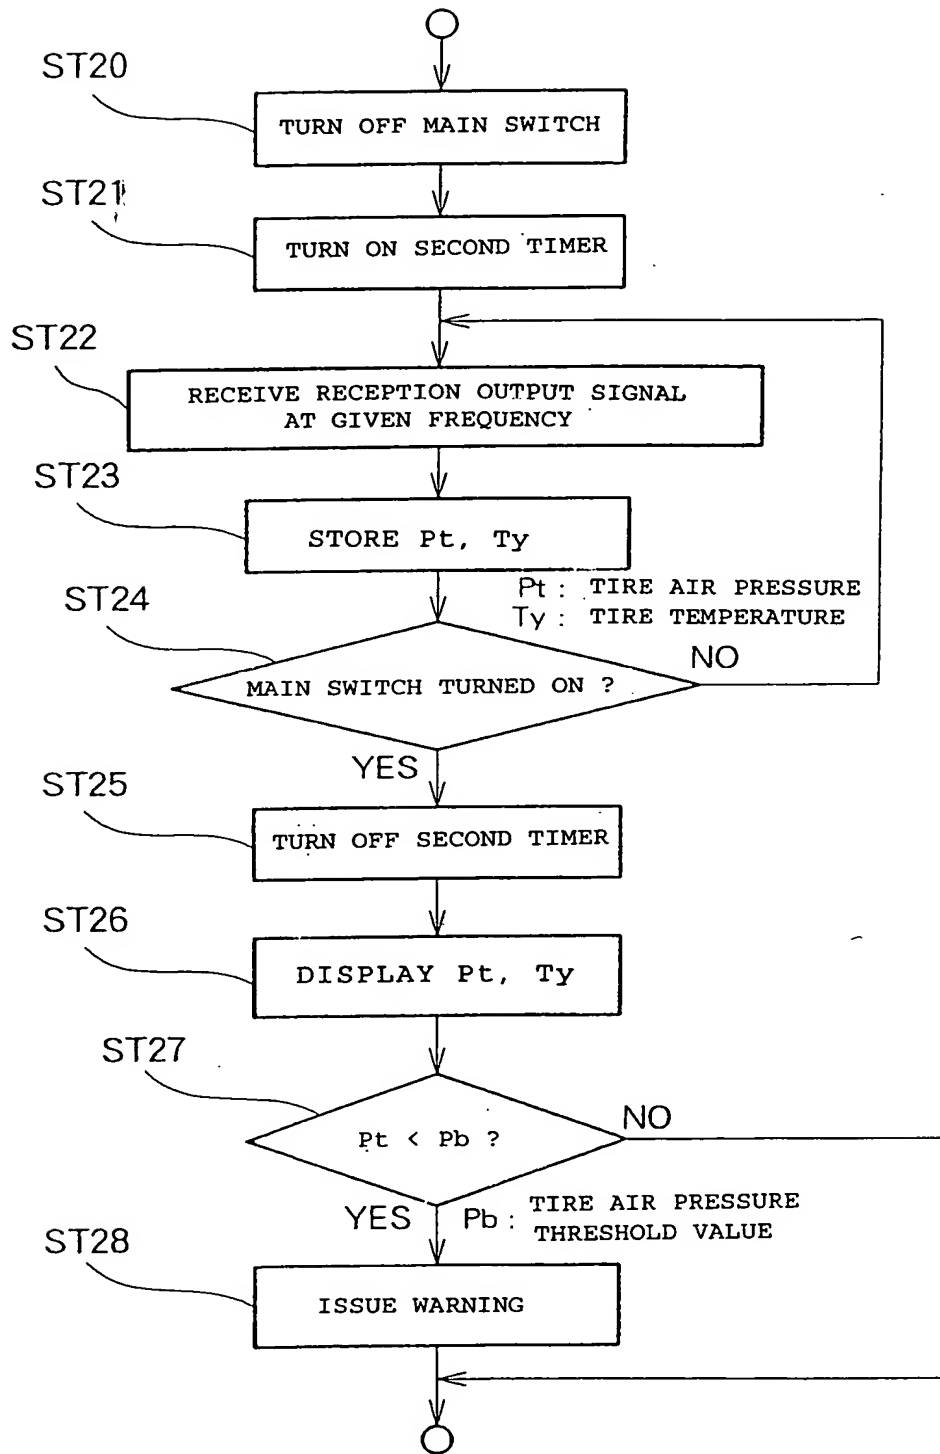 ST20
TURN OFF MAIN SWITCH
ST21
TURN ON SECOND TIMER
ST22
RECEIVE RECEPTION OUTPUT SIGNAL
AT GIVEN FREQUENCY
ST23
STORE Pt, Ty
Pt : TIRE AIR PRESSURE
Ty : TIRE TEMPERATURE
ST24
NO
MAIN SWITCH TURNED ON ?
YES
ST25
TURN OFF SECOND TIMER
ST26
DISPLAY Pt, Ty
ST27
NO
Pt < Pb ?
YES
Pb : TIRE AIR PRESSURE
THRESHOLD VALUE
ST28
ISSUE WARNING